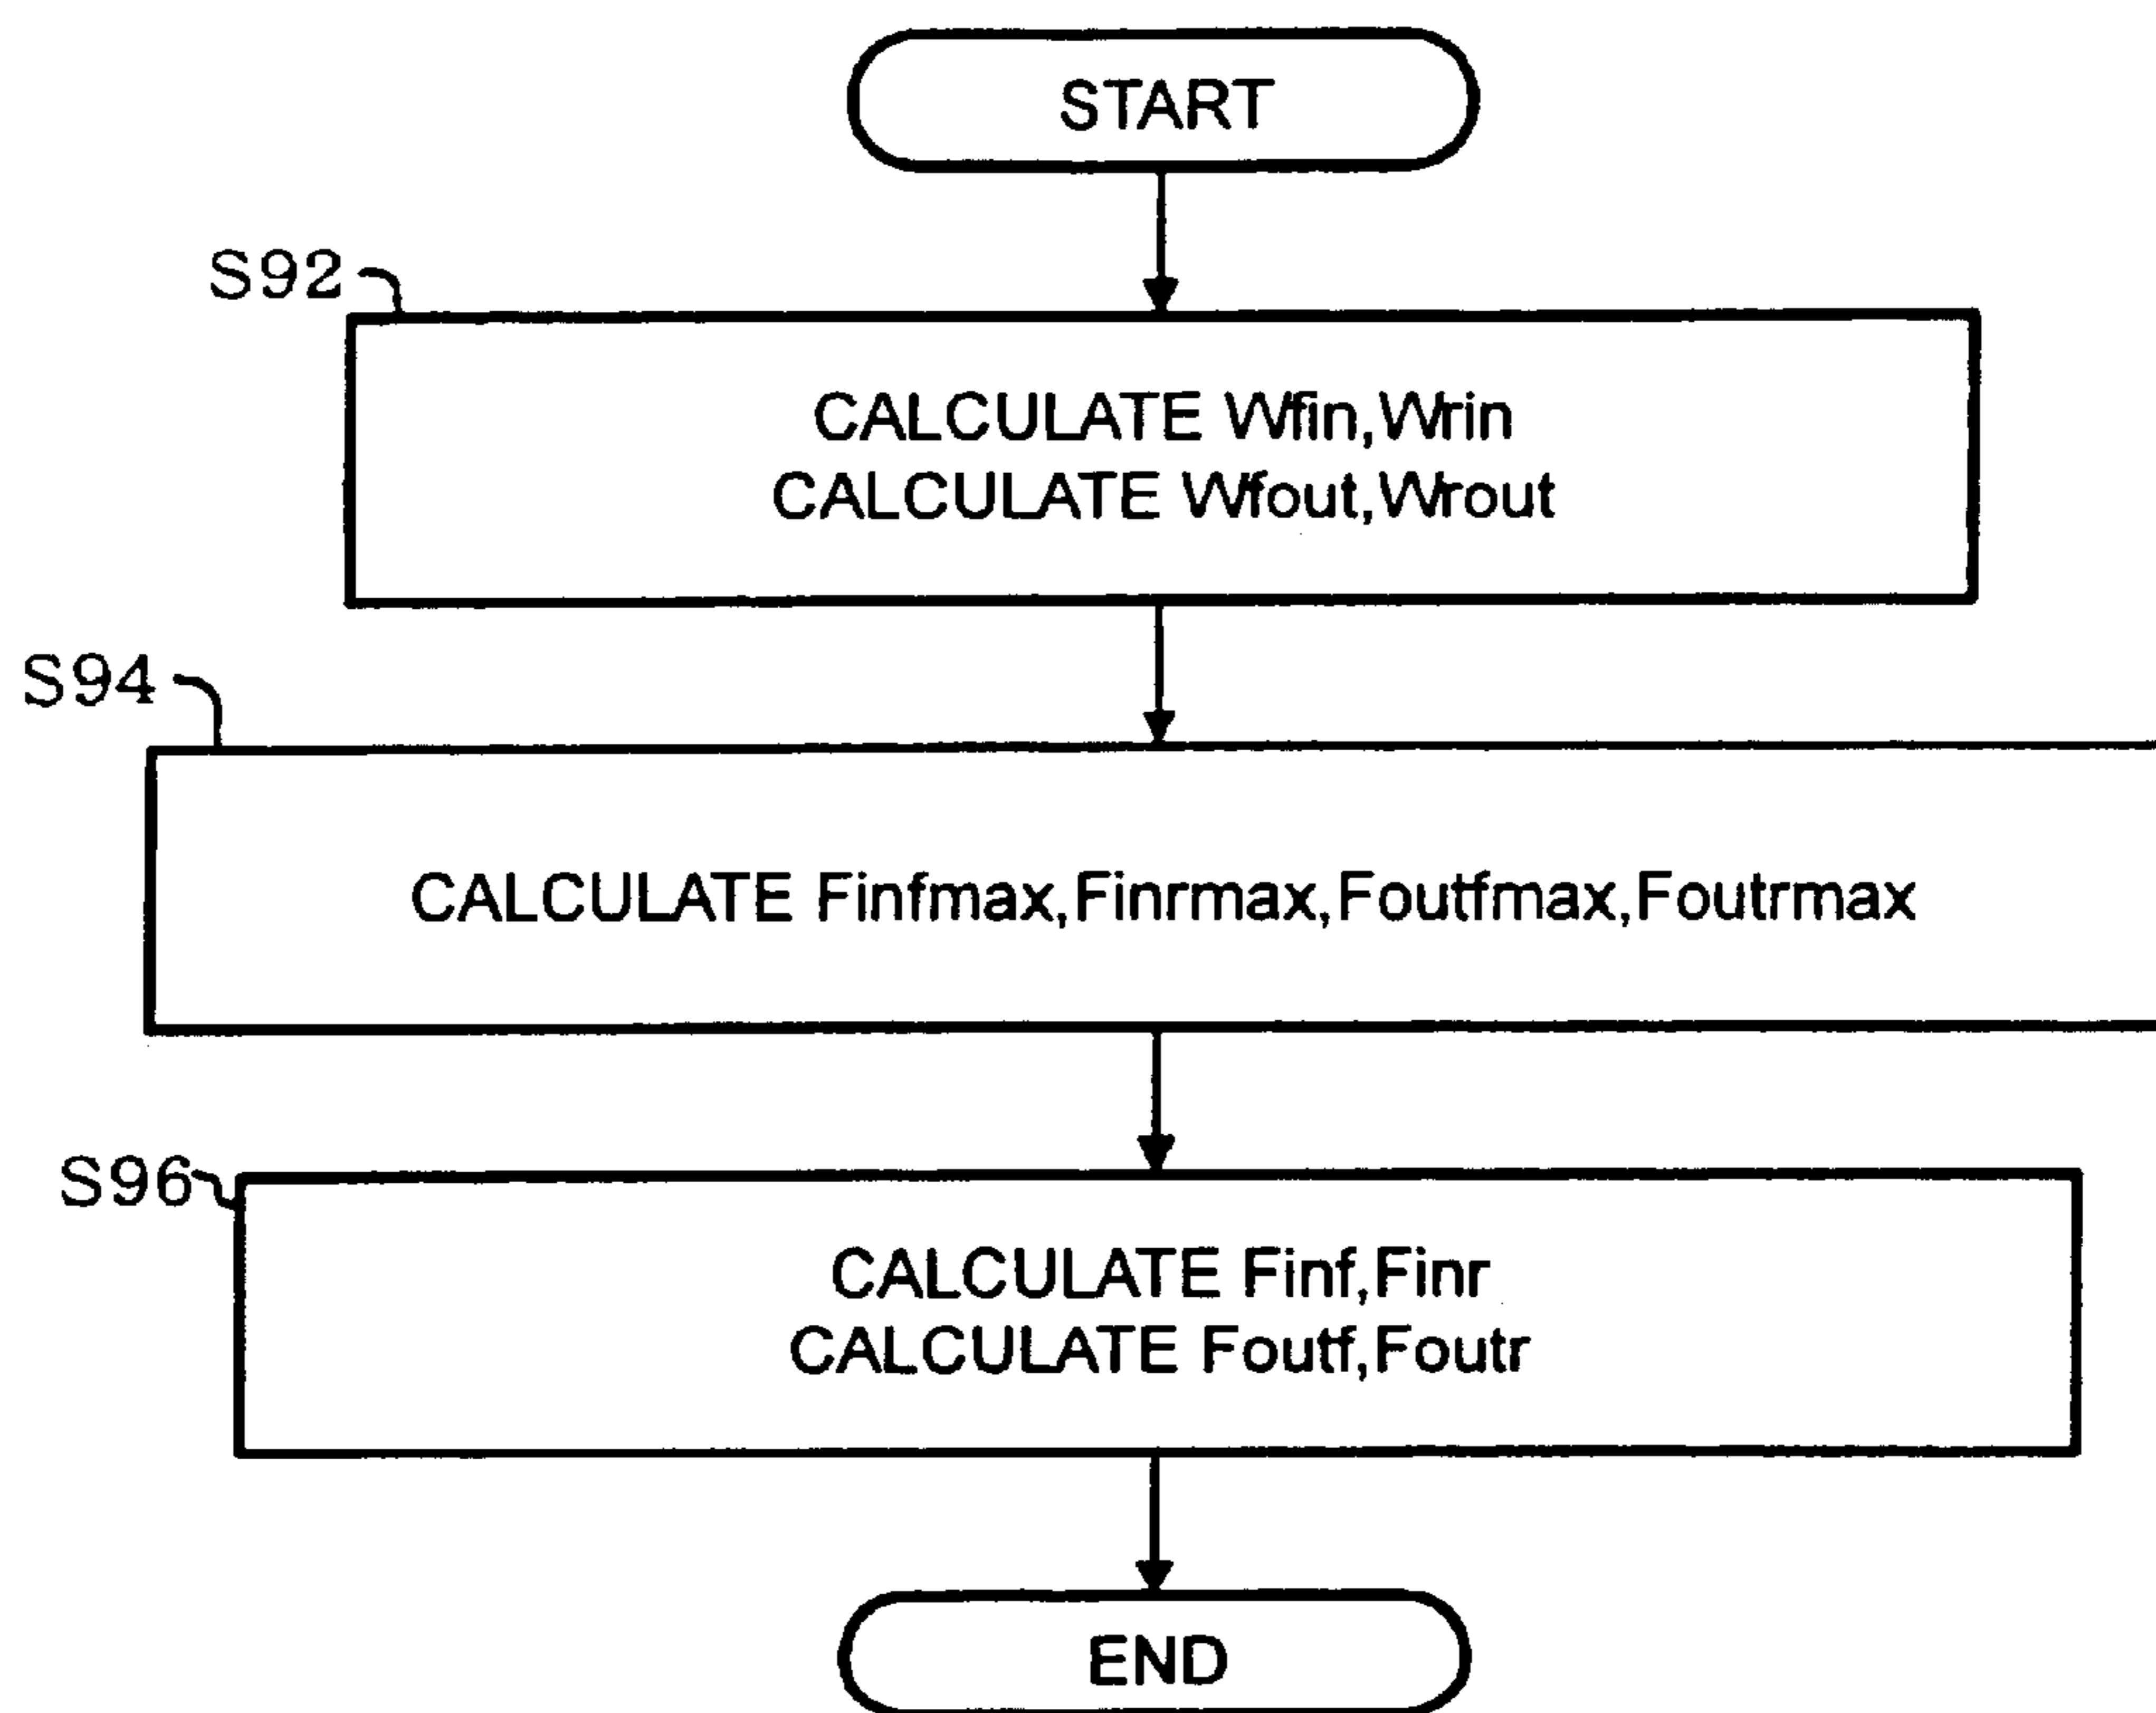 START
S92
CALCULATE Wfin,Wrin
CALCULATE Wfout,Wrout
S94
CALCULATE Finfmax,Finrmax,Foutfmax,Foutrmax
S96
CALCULATE Finf,Finr
CALCULATE Foutf,Foutr
END